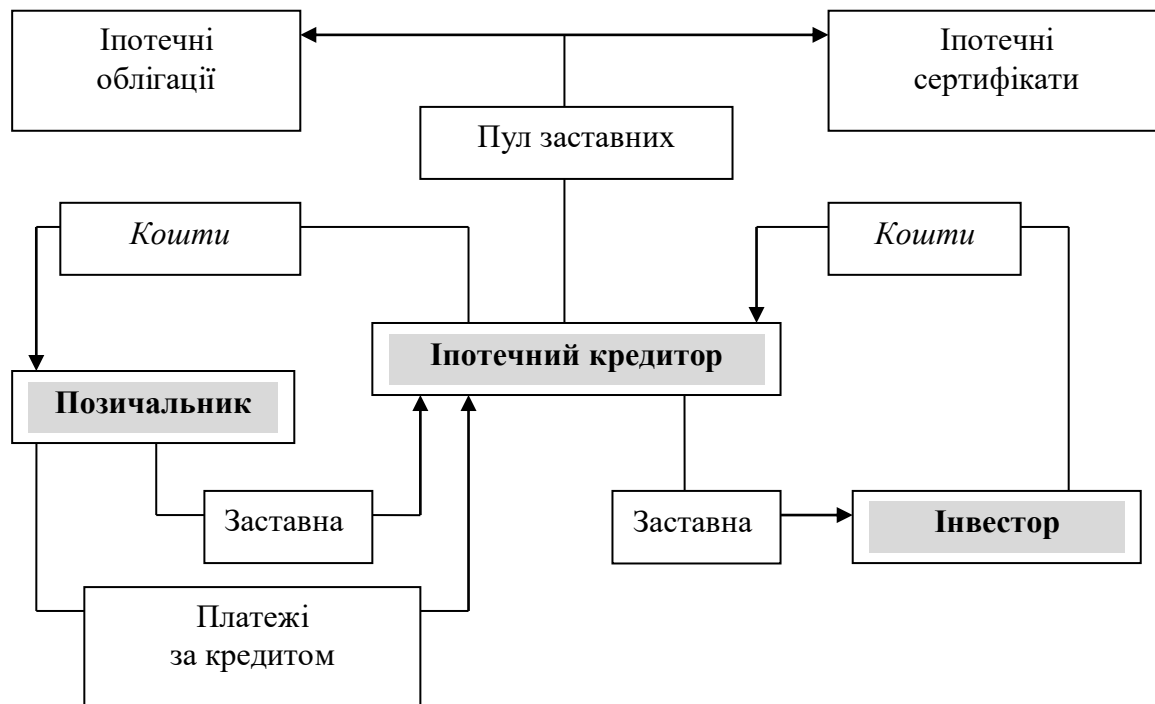 Іпотечні
облігації
Іпотечні
сертифікати
Пул заставних
Кошти
Кошти
Іпотечний кредитор
Позичальник
Заставна
Заставна
Інвестор
Платежі
за кредитом